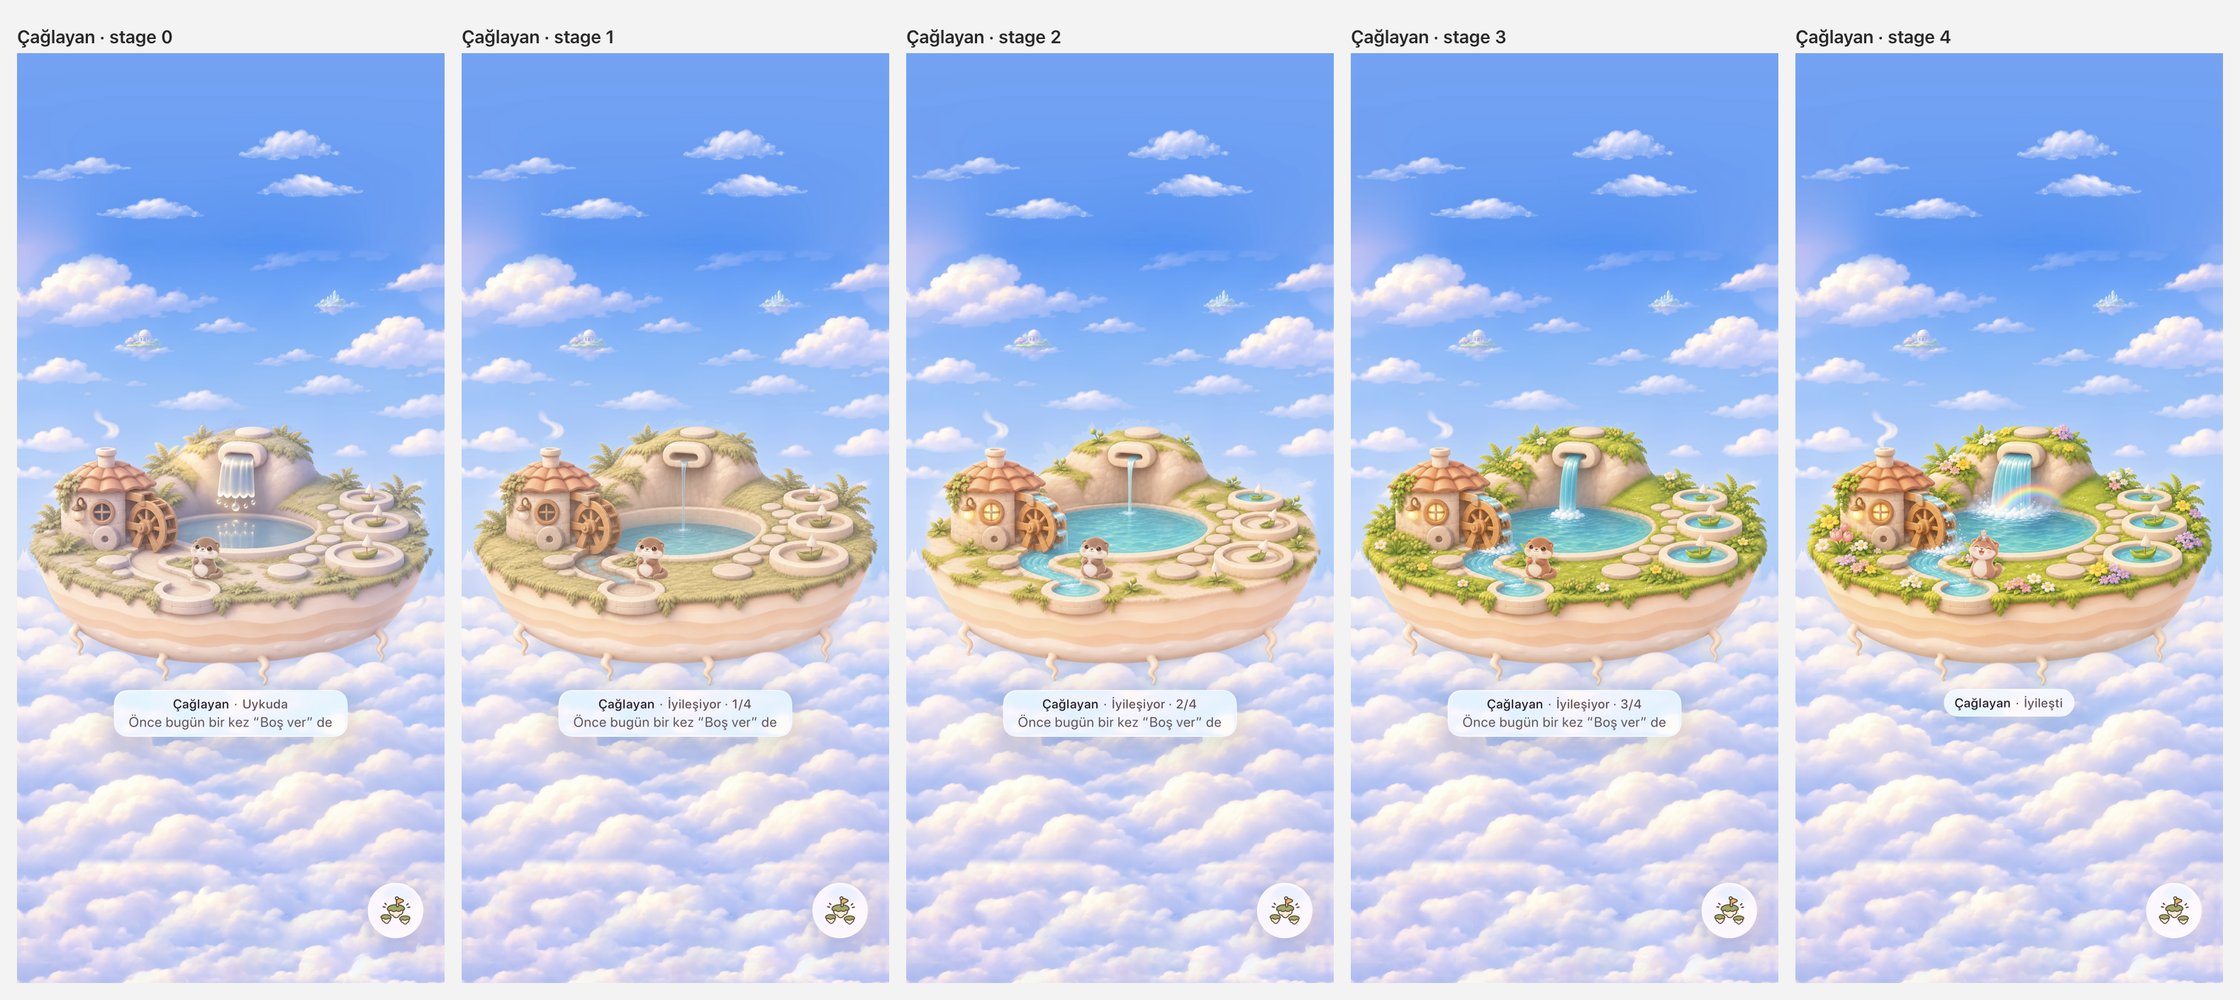 Çağlayan · stage 0
Çağlayan · Uykuda
Önce bugün bir kez “Boş ver” de
Çağlayan · stage 1
Çağlayan · İyileşiyor · 1/4
Önce bugün bir kez “Boş ver” de
Çağlayan · stage 2
Çağlayan · İyileşiyor · 2/4
Önce bugün bir kez “Boş ver” de
Çağlayan · stage 3
Çağlayan · İyileşiyor · 3/4
Önce bugün bir kez “Boş ver” de
Çağlayan · stage 4
Çağlayan · İyileşti